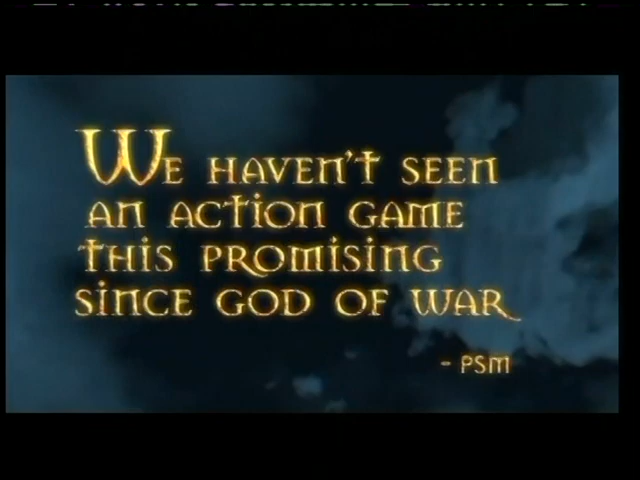 We haven't seen
an action game
this promising
since God of War
- PSM